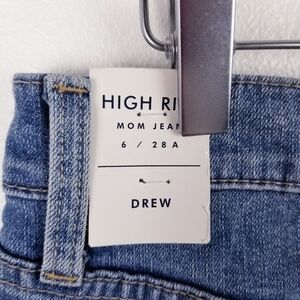 HIGH RI
MOM JEAN
6 / 28 A
DREW